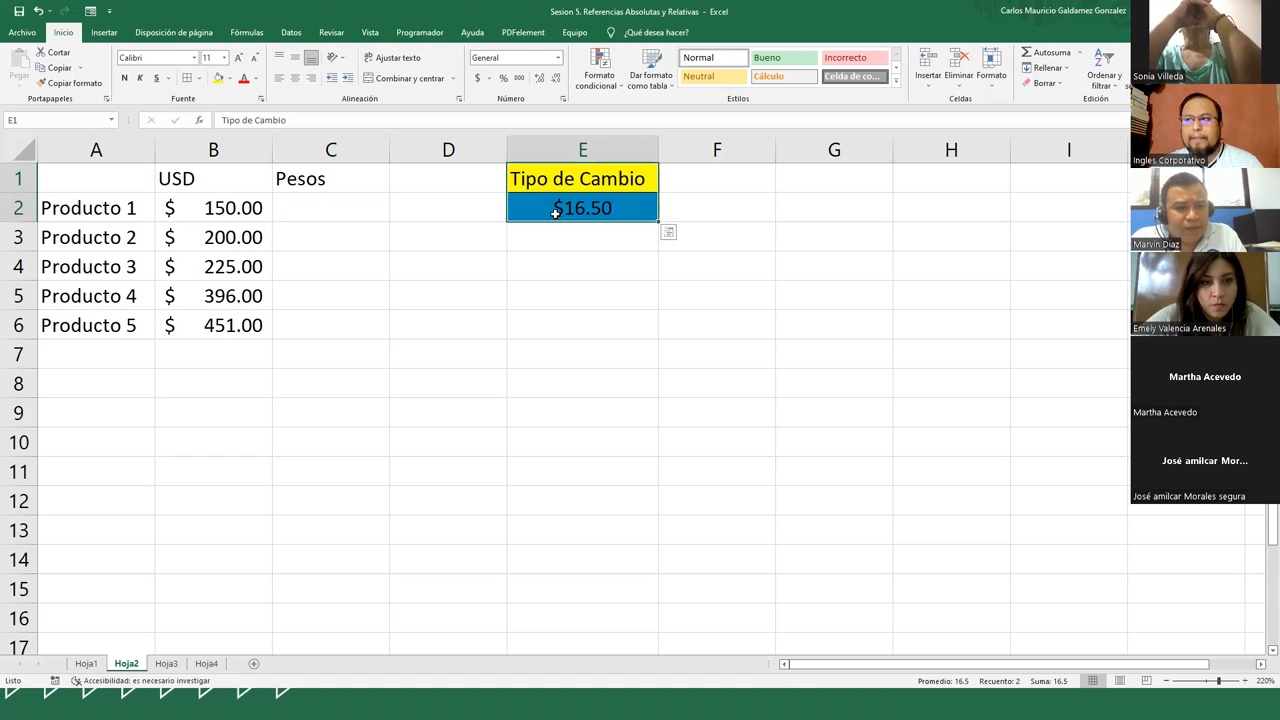 Sesion 5. Referencias Absolutas y Relativas - Excel
Carlos Mauricio Galdamez Gonzalez
Archivo Inicio Insertar Disposición de página Fórmulas Datos Revisar Vista Programador Ayuda PDFelement Equipo ¿Qué desea hacer?
Pegar
Cortar
Copiar
Copiar formato
Portapapeles
Calibri 11
N K S
Fuente
Ajustar texto
Combinar y centrar
Alineación
General
$ % 000
Número
Formato condicional
Dar formato como tabla
Normal Bueno Incorrecto
Neutral Cálculo Celda de co...
Estilos
Insertar Eliminar Formato
Celdas
Autosuma
Rellenar
Borrar
Ordenar y filtrar
Edición
E1 fx Tipo de Cambio
A B C D E F G H I
1 USD Pesos Tipo de Cambio
2 Producto 1 $ 150.00 $16.50
3 Producto 2 $ 200.00
4 Producto 3 $ 225.00
5 Producto 4 $ 396.00
6 Producto 5 $ 451.00
7
8
9
10
11
12
13
14
15
16
17
Hoja1 Hoja2 Hoja3 Hoja4
Listo Accesibilidad: es necesario investigar Promedio: 16.5 Recuento: 2 Suma: 16.5 220%
Sonia Villeda
Ingles Corporativo
Marvin Diaz
Emely Valencia Arenales
Martha Acevedo
Martha Acevedo
José amilcar Mor...
José amilcar Morales segura